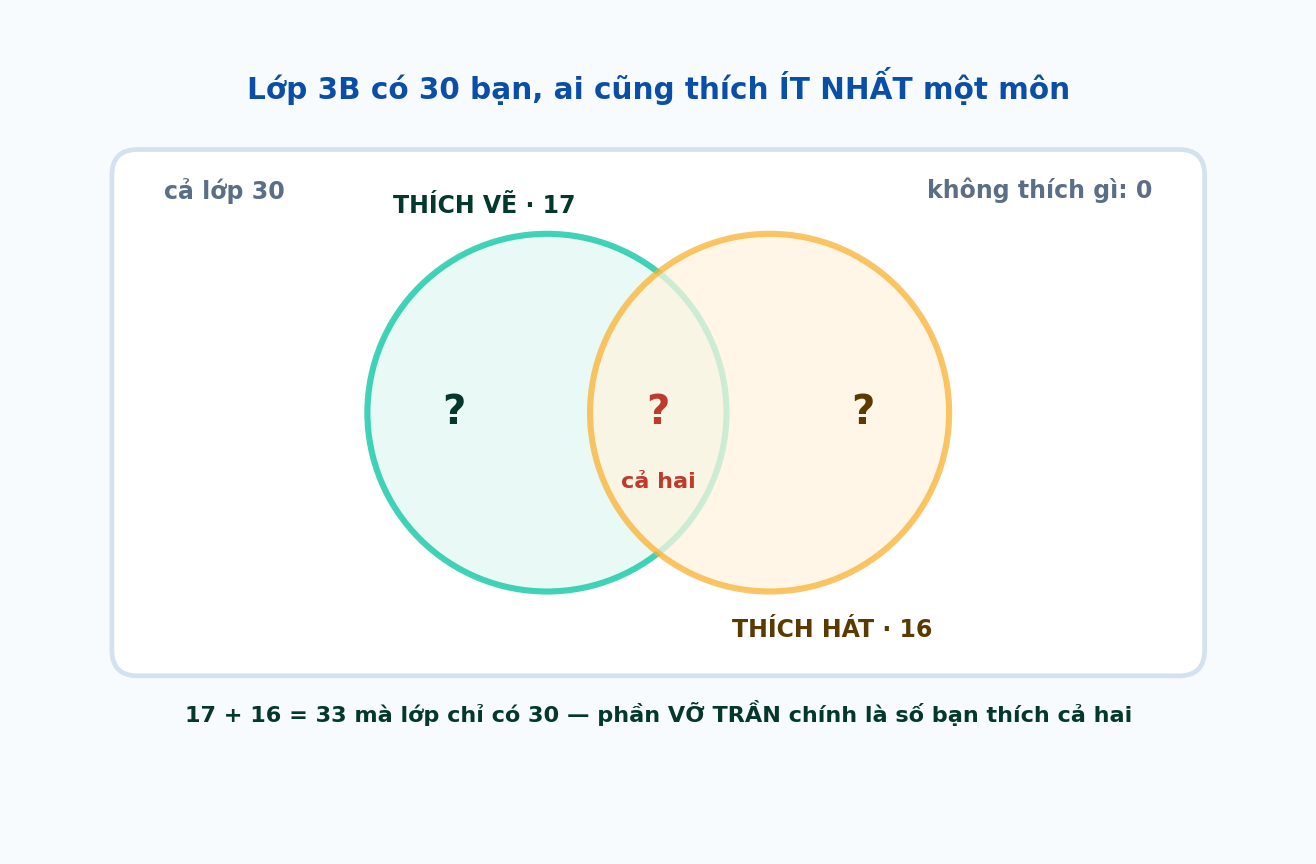 Lớp 3B có 30 bạn, ai cũng thích ÍT NHẤT một môn
cả lớp 30
không thích gì: 0
THÍCH VẼ · 17
? ? ?
cả hai
THÍCH HÁT · 16
17 + 16 = 33 mà lớp chỉ có 30 — phần VỠ TRẦN chính là số bạn thích cả hai